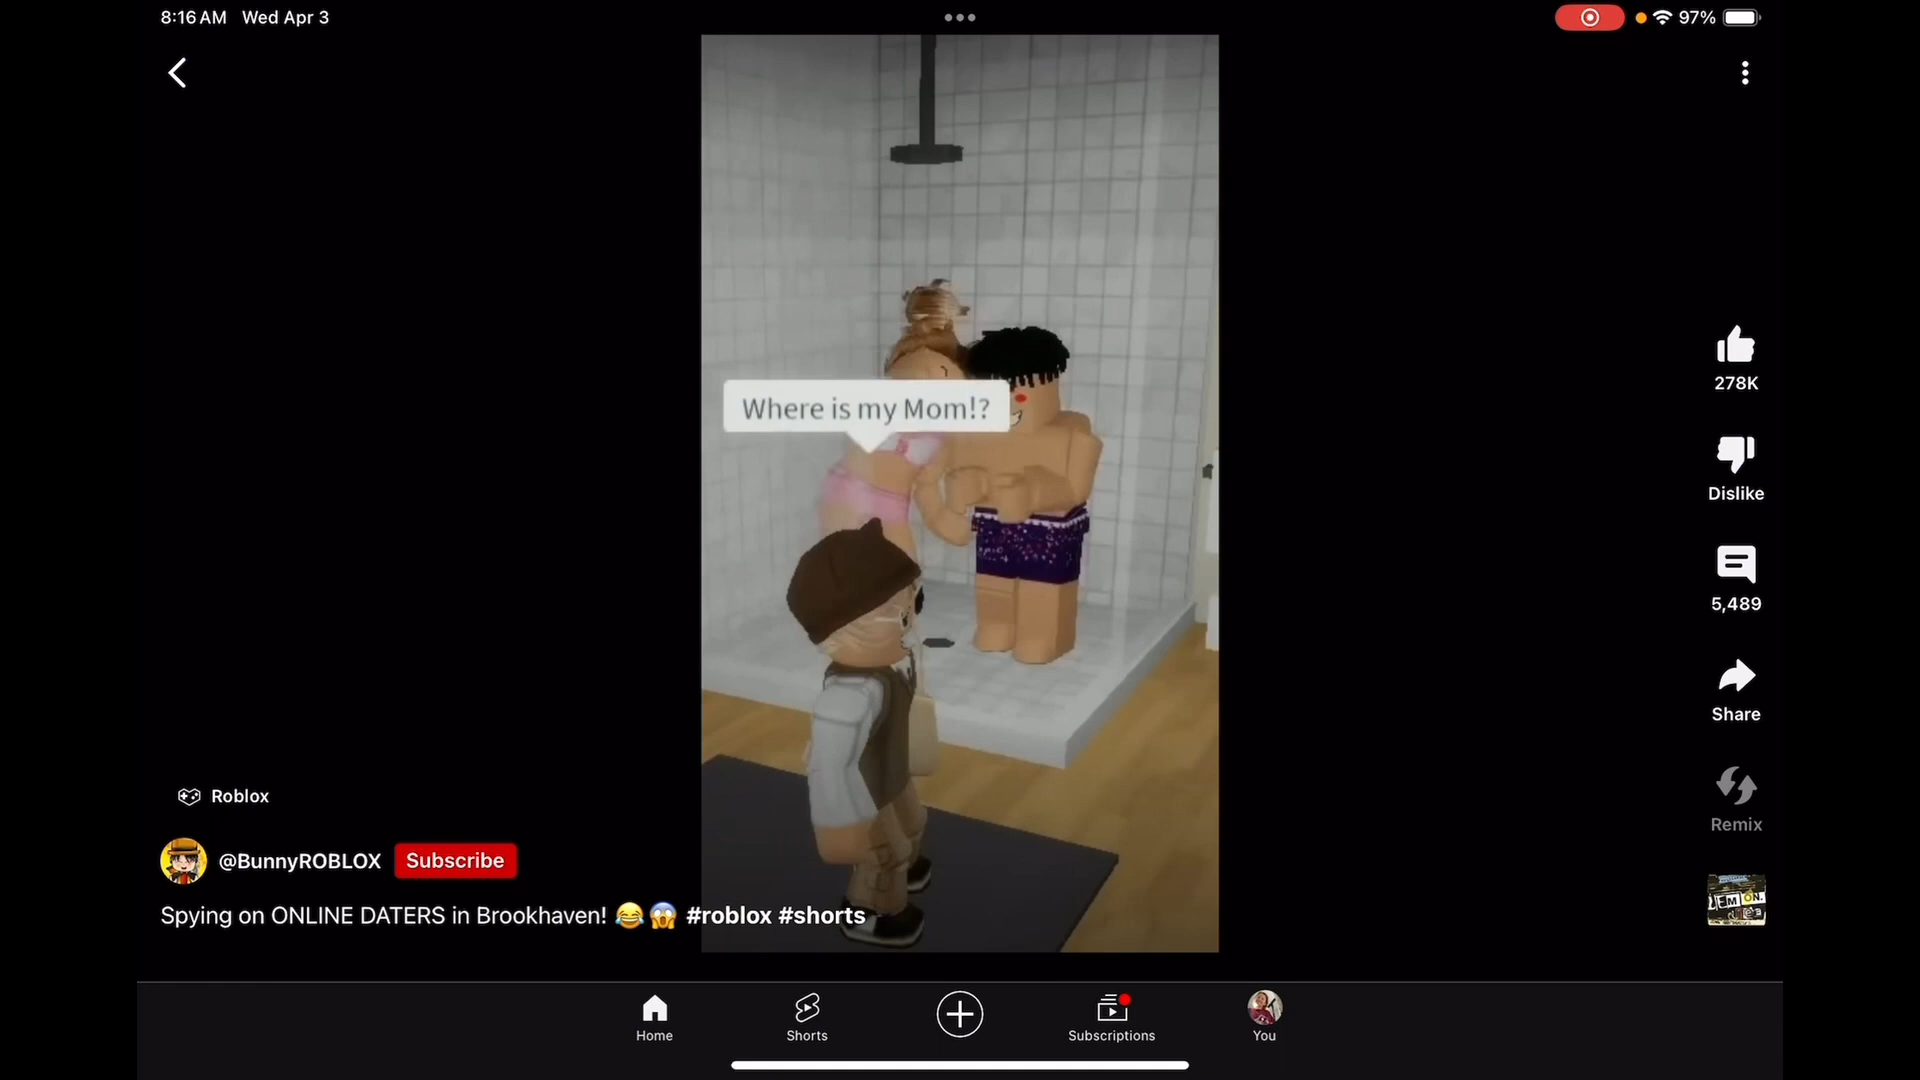 8:16 AM Wed Apr 3
97%
Where is my Mom!?
278K
Dislike
5,489
Share
Remix
Roblox
@BunnyROBLOX Subscribe
Spying on ONLINE DATERS in Brookhaven! 😂😱 #roblox #shorts
Home Shorts Subscriptions You